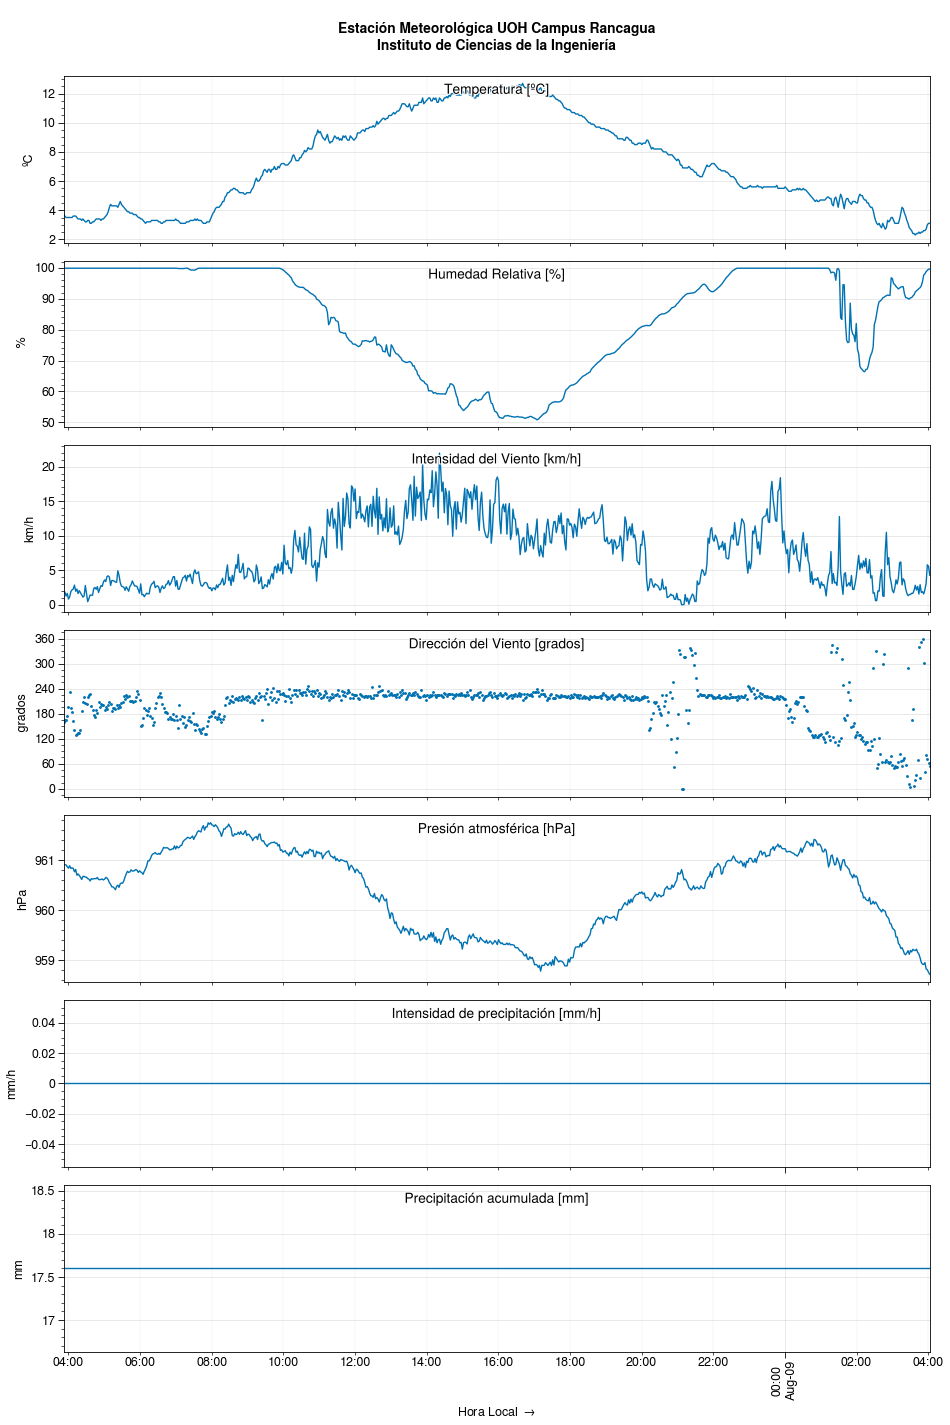 Estación Meteorológica UOH Campus Rancagua
Instituto de Ciencias de la Ingeniería
Temperatura [ºC]
12
10
8
6
4
2
ºC
Humedad Relativa [%]
100
90
80
70
60
50
%
Intensidad del Viento [km/h]
20
15
10
5
0
km/h
Dirección del Viento [grados]
360
300
240
180
120
60
0
grados
Presión atmosférica [hPa]
961
960
959
hPa
Intensidad de precipitación [mm/h]
0.04
0.02
0
−0.02
−0.04
mm/h
Precipitación acumulada [mm]
18.5
18
17.5
17
mm
04:00 06:00 08:00 10:00 12:00 14:00 16:00 18:00 20:00 22:00 00:00 02:00 04:00
Aug-09
Hora Local →